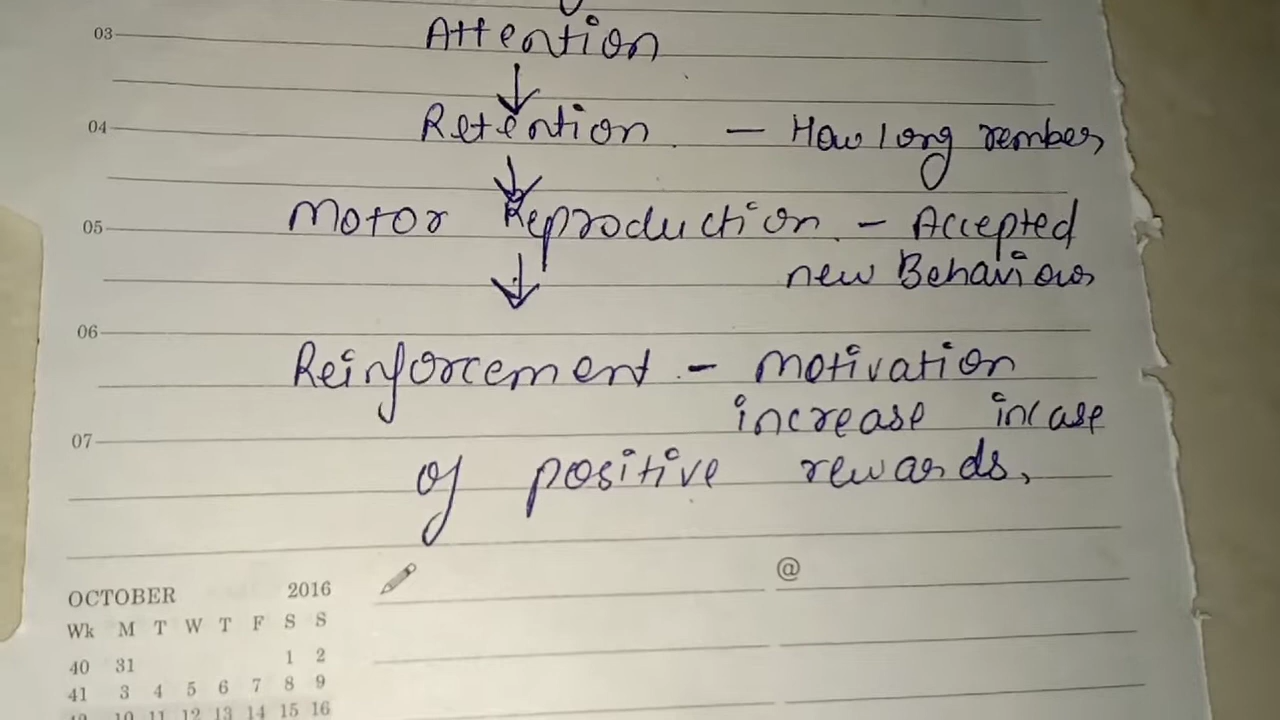 03 Attention
04 Retention - How long rember
05 Motor Reproduction - Accepted
new Behaviour
06
Reinforcement - motivation
increase incase
07
of positive rewards,
@
OCTOBER 2016
Wk M T W T F S S
40 31 1 2
41 3 4 5 6 7 8 9
42 10 11 12 13 14 15 16